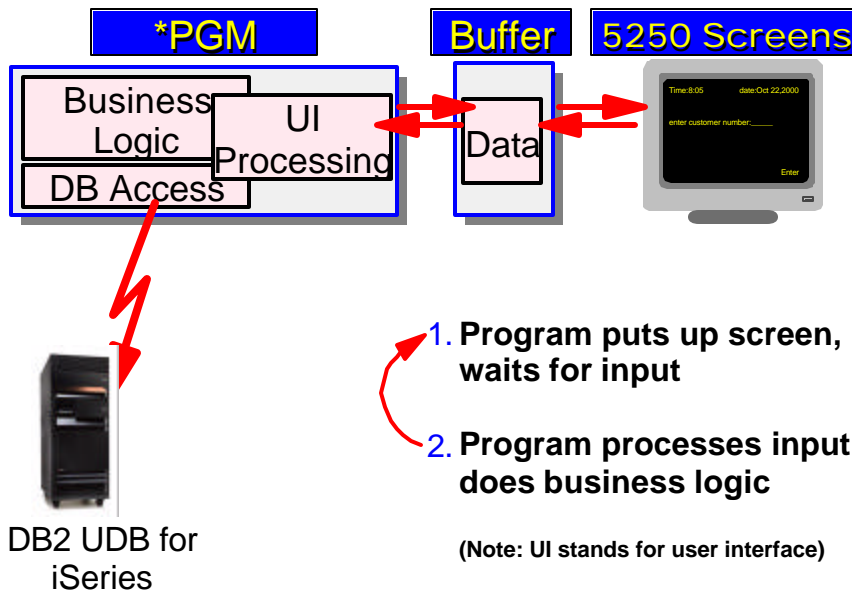 *PGM
Buffer
5250 Screens
Business
Logic
UI
Processing
DB Access
Data
Time:8:05 date:Oct 22,2000
enter customer number:_____
Enter
1. Program puts up screen,
waits for input
2. Program processes input
does business logic
(Note: UI stands for user interface)
DB2 UDB for
iSeries